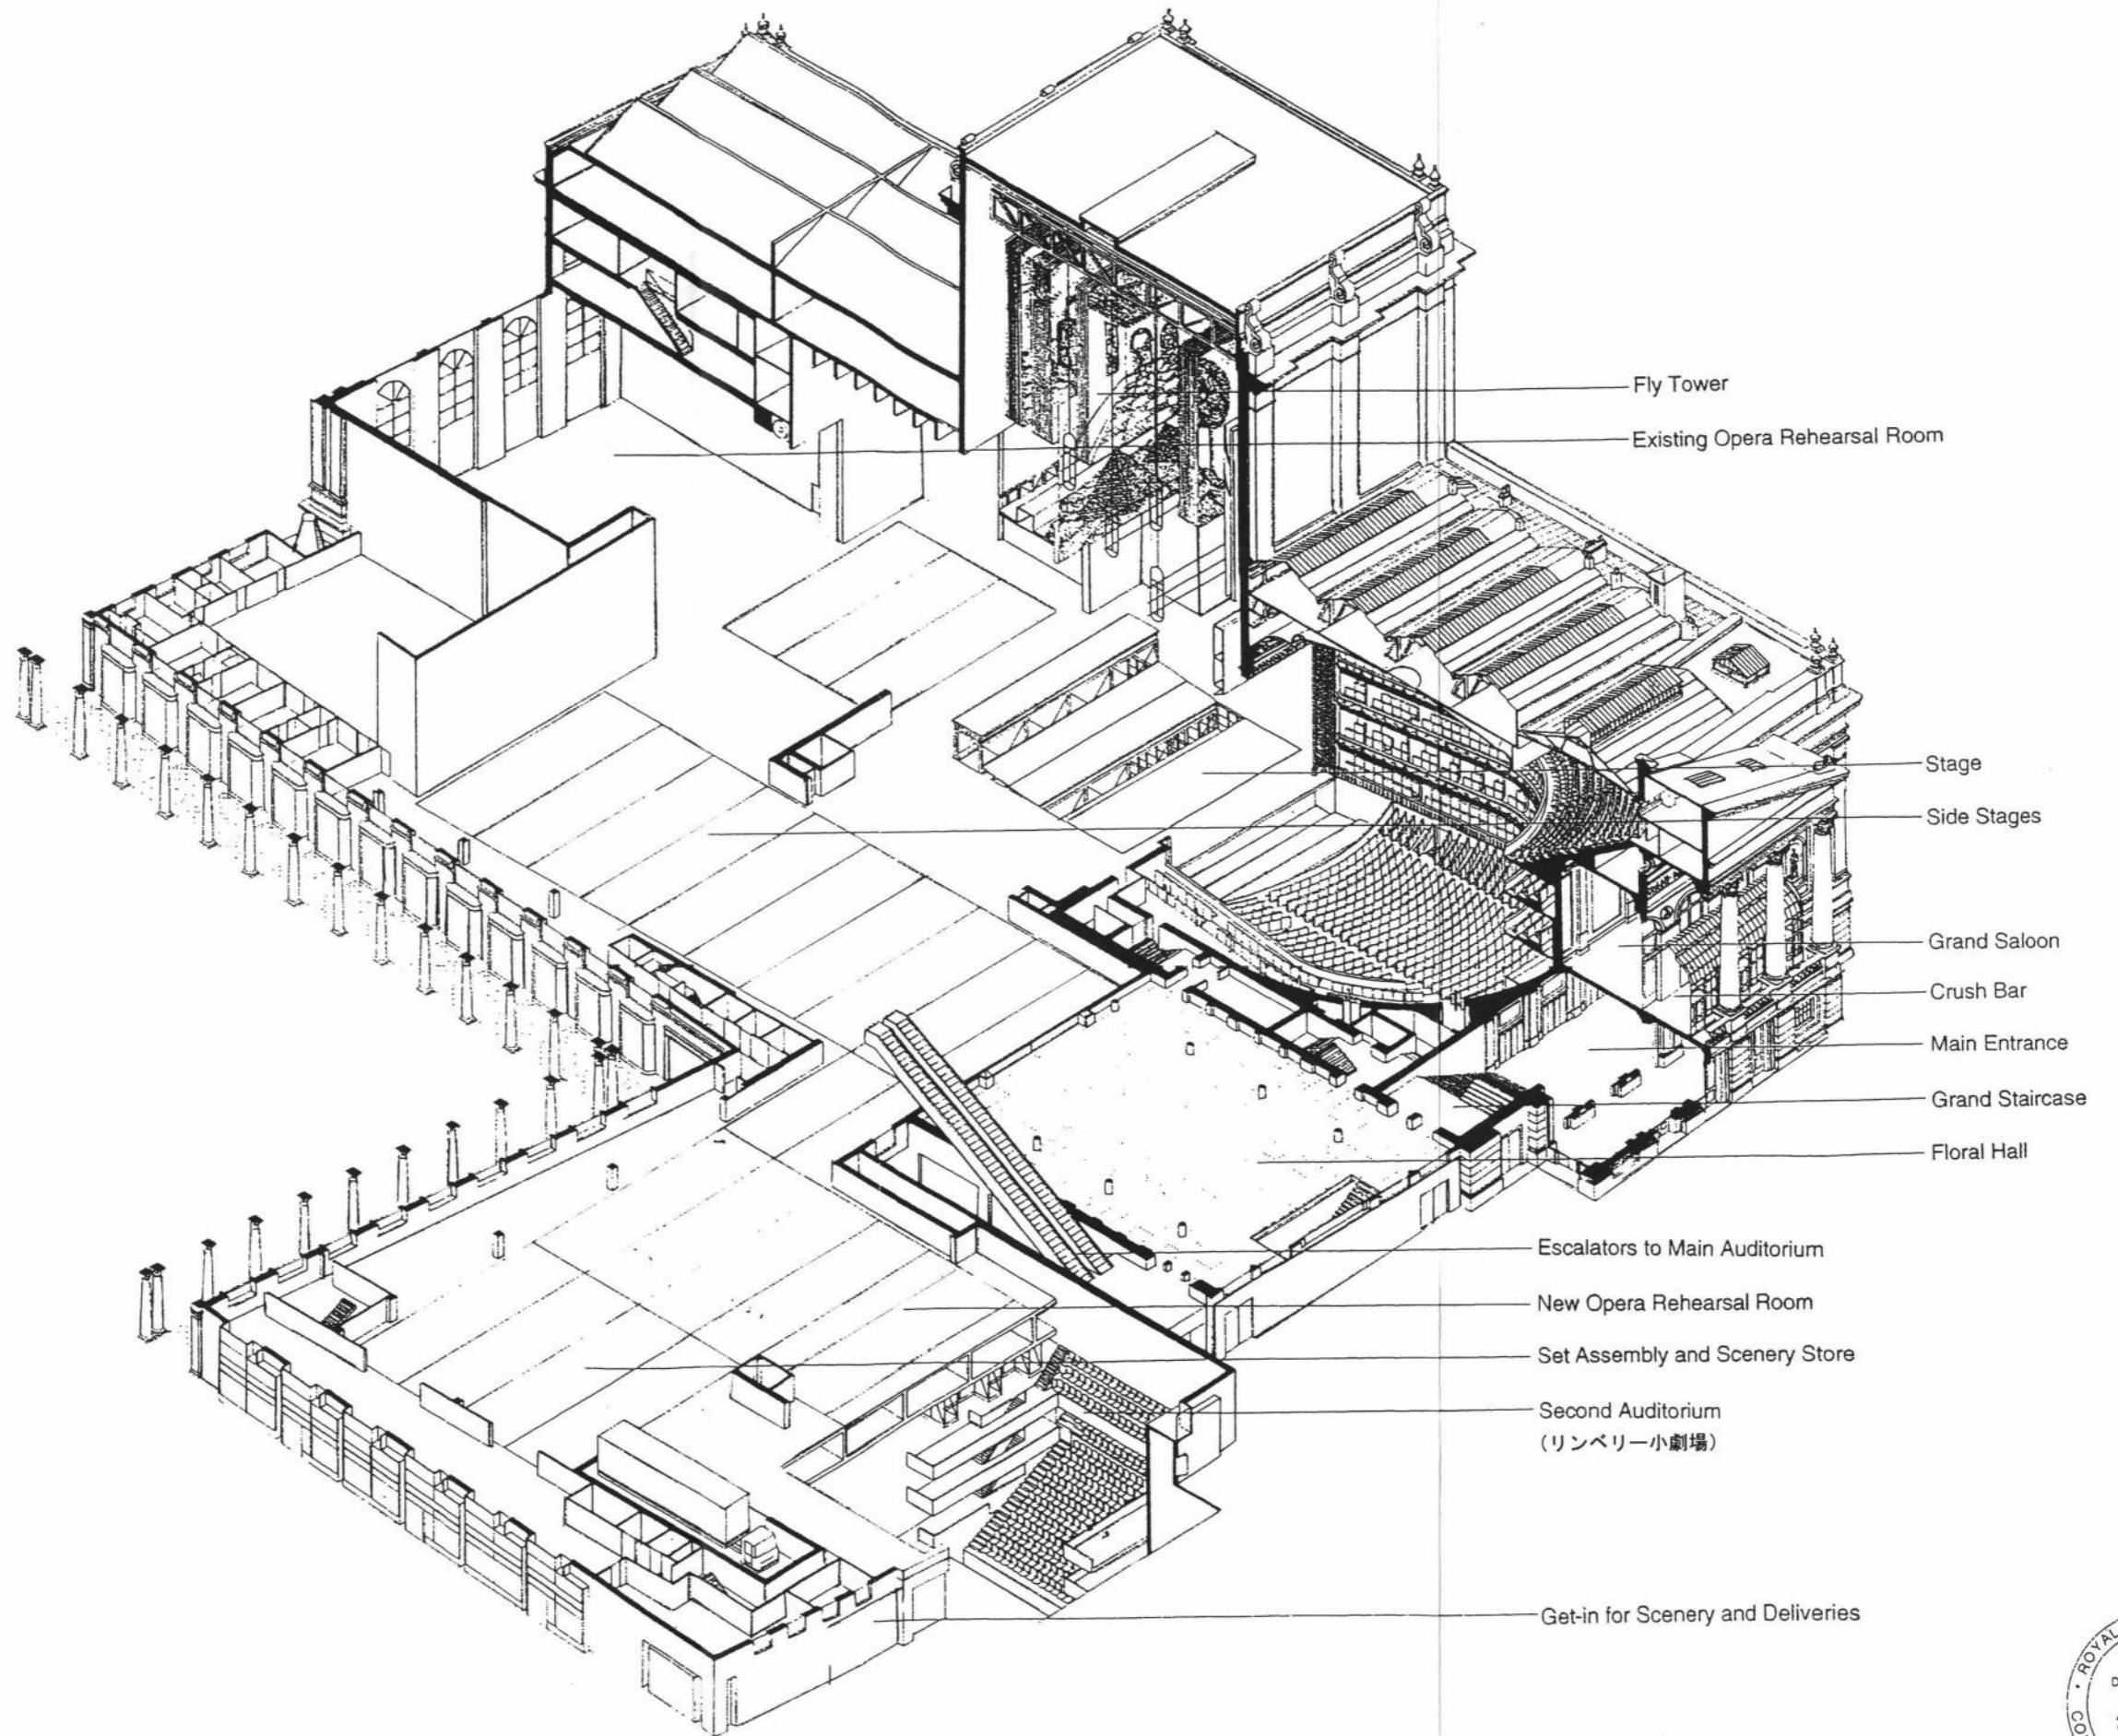 Fly Tower
Existing Opera Rehearsal Room
Stage
Side Stages
Grand Saloon
Crush Bar
Main Entrance
Grand Staircase
Floral Hall
Escalators to Main Auditorium
New Opera Rehearsal Room
Set Assembly and Scenery Store
Second Auditorium
(リンベリー小劇場)
Get-in for Scenery and Deliveries
ROYAL